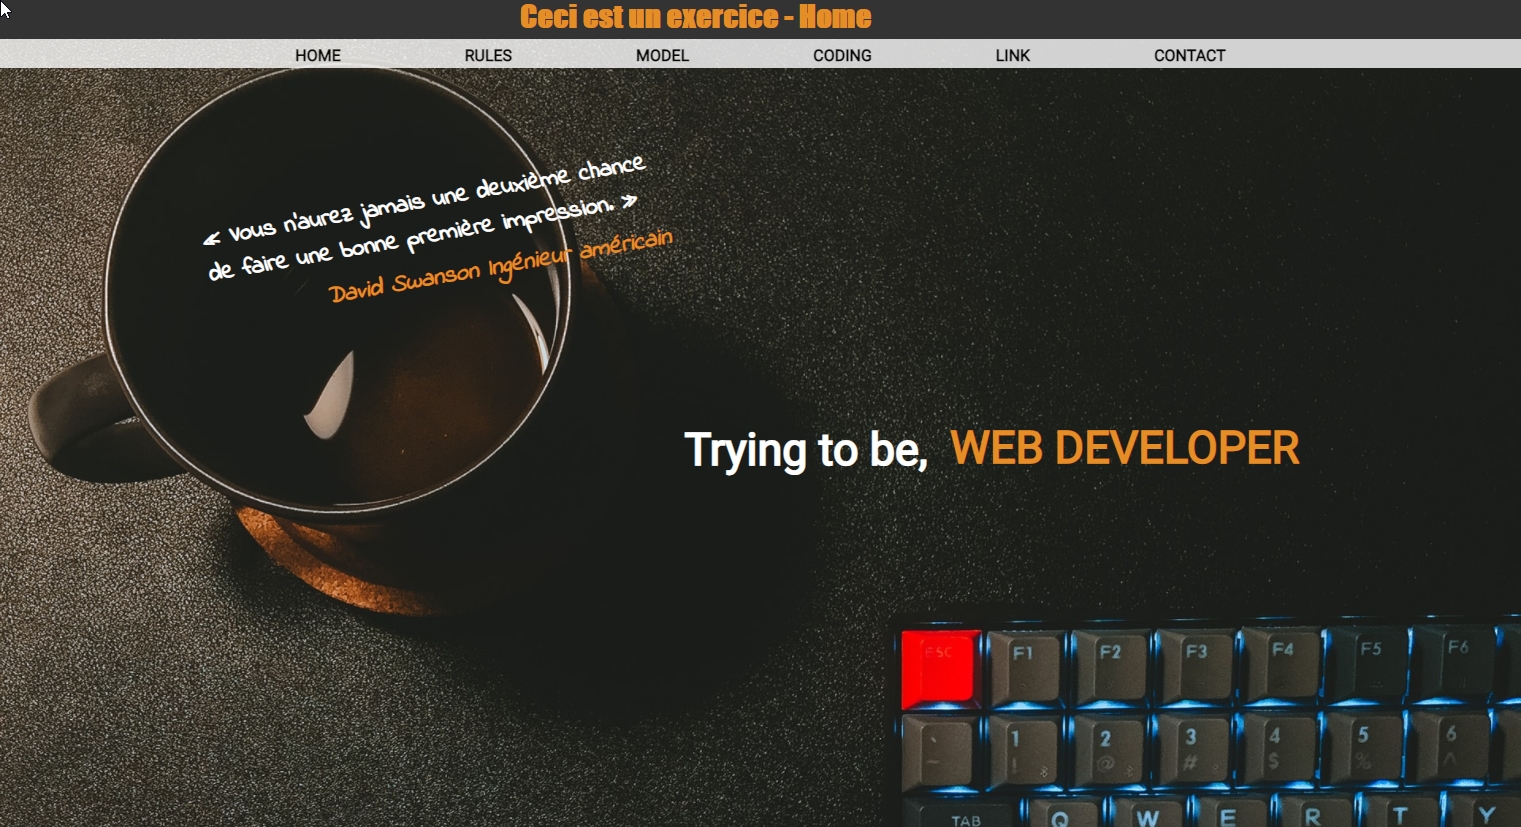 Ceci est un exercice - Home
HOME RULES MODEL CODING LINK CONTACT
« Vous n'aurez jamais une deuxième chance
de faire une bonne première impression. »
David Swanson Ingénieur américain
Trying to be, WEB DEVELOPER
ESC F1 F2 F3 F4 F5 F6
` 1 2 3 4 5 6
~ ! @ # $ % ^
TAB Q W E R T Y